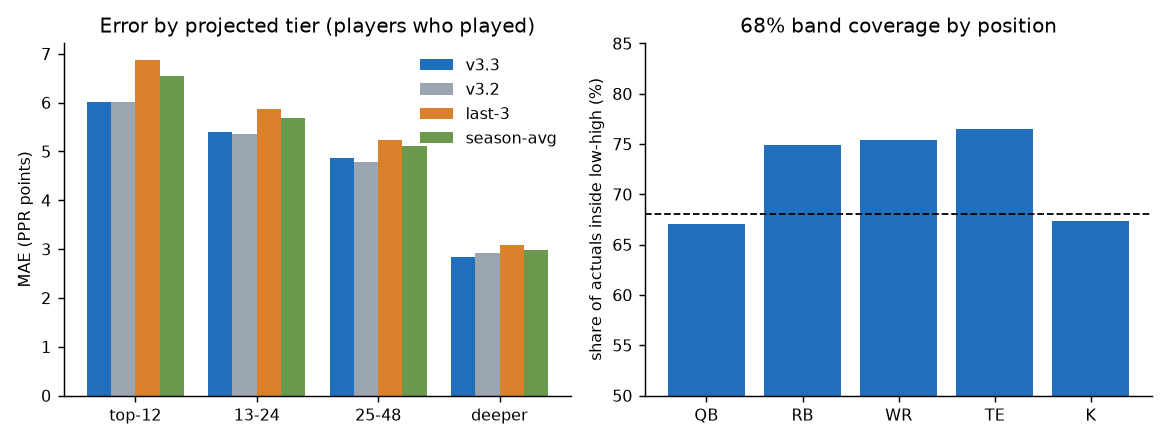 Error by projected tier (players who played)
MAE (PPR points)
7
6
5
4
3
2
1
0
v3.3
v3.2
last-3
season-avg
top-12 13-24 25-48 deeper
68% band coverage by position
share of actuals inside low-high (%)
85
80
75
70
65
60
55
50
QB RB WR TE K